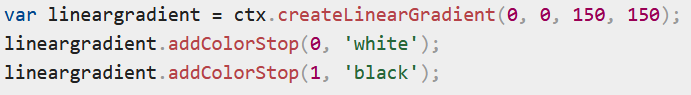 var lineargradient = ctx.createLinearGradient(0, 0, 150, 150);
lineargradient.addColorStop(0, 'white');
lineargradient.addColorStop(1, 'black');